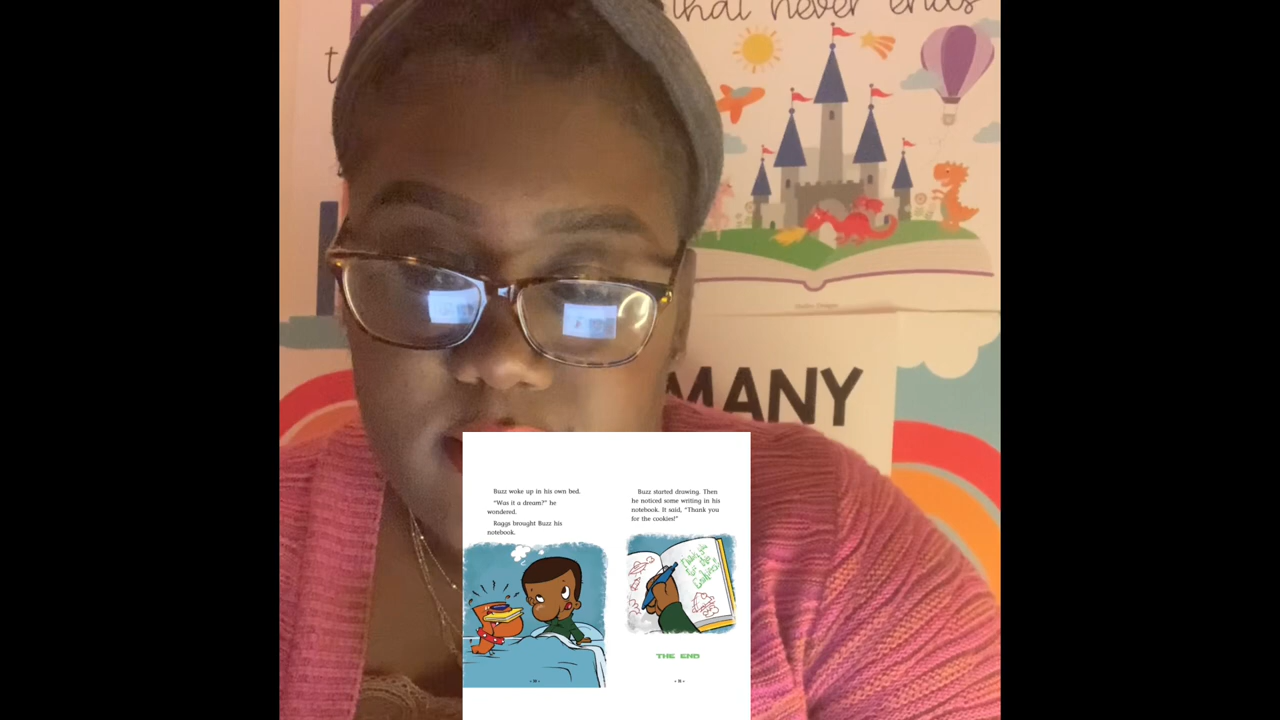 that never ends
MANY
Buzz woke up in his own bed.
"Was it a dream?" he
wondered.
Raggs brought Buzz his
notebook.
Buzz started drawing. Then
he noticed some writing in his
notebook. It said, "Thank you
for the cookies!"
Thank you
for the
Cookies!
THE END